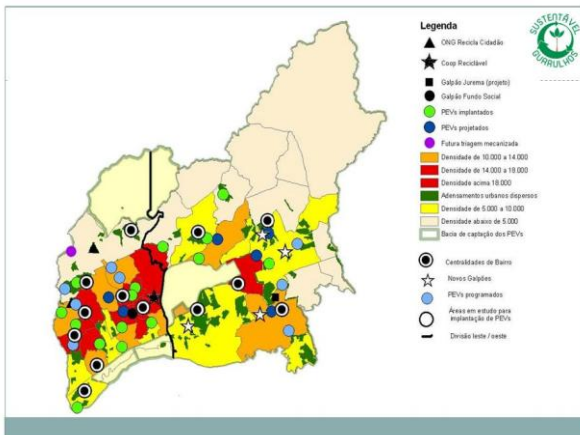 Legenda
ONG Recicla Cidadão
Coop Reciclável
Galpão Jurema (projeto)
Galpão Fundo Social
PEVs implantados
PEVs projetados
Futura triagem mecanizada
Densidade de 10.000 a 14.000
Densidade de 14.000 a 18.000
Densidade acima 18.000
Adensamentos urbanos dispersos
Densidade de 5.000 a 10.000
Densidade abaixo de 5.000
Bacia de captação dos PEVs
Centralidades de Bairro
Novos Galpões
PEVs programados
Áreas em estudo para
implantação de PEVs
Divisão leste / oeste
SUSTENTÁVEL
GUARULHOS